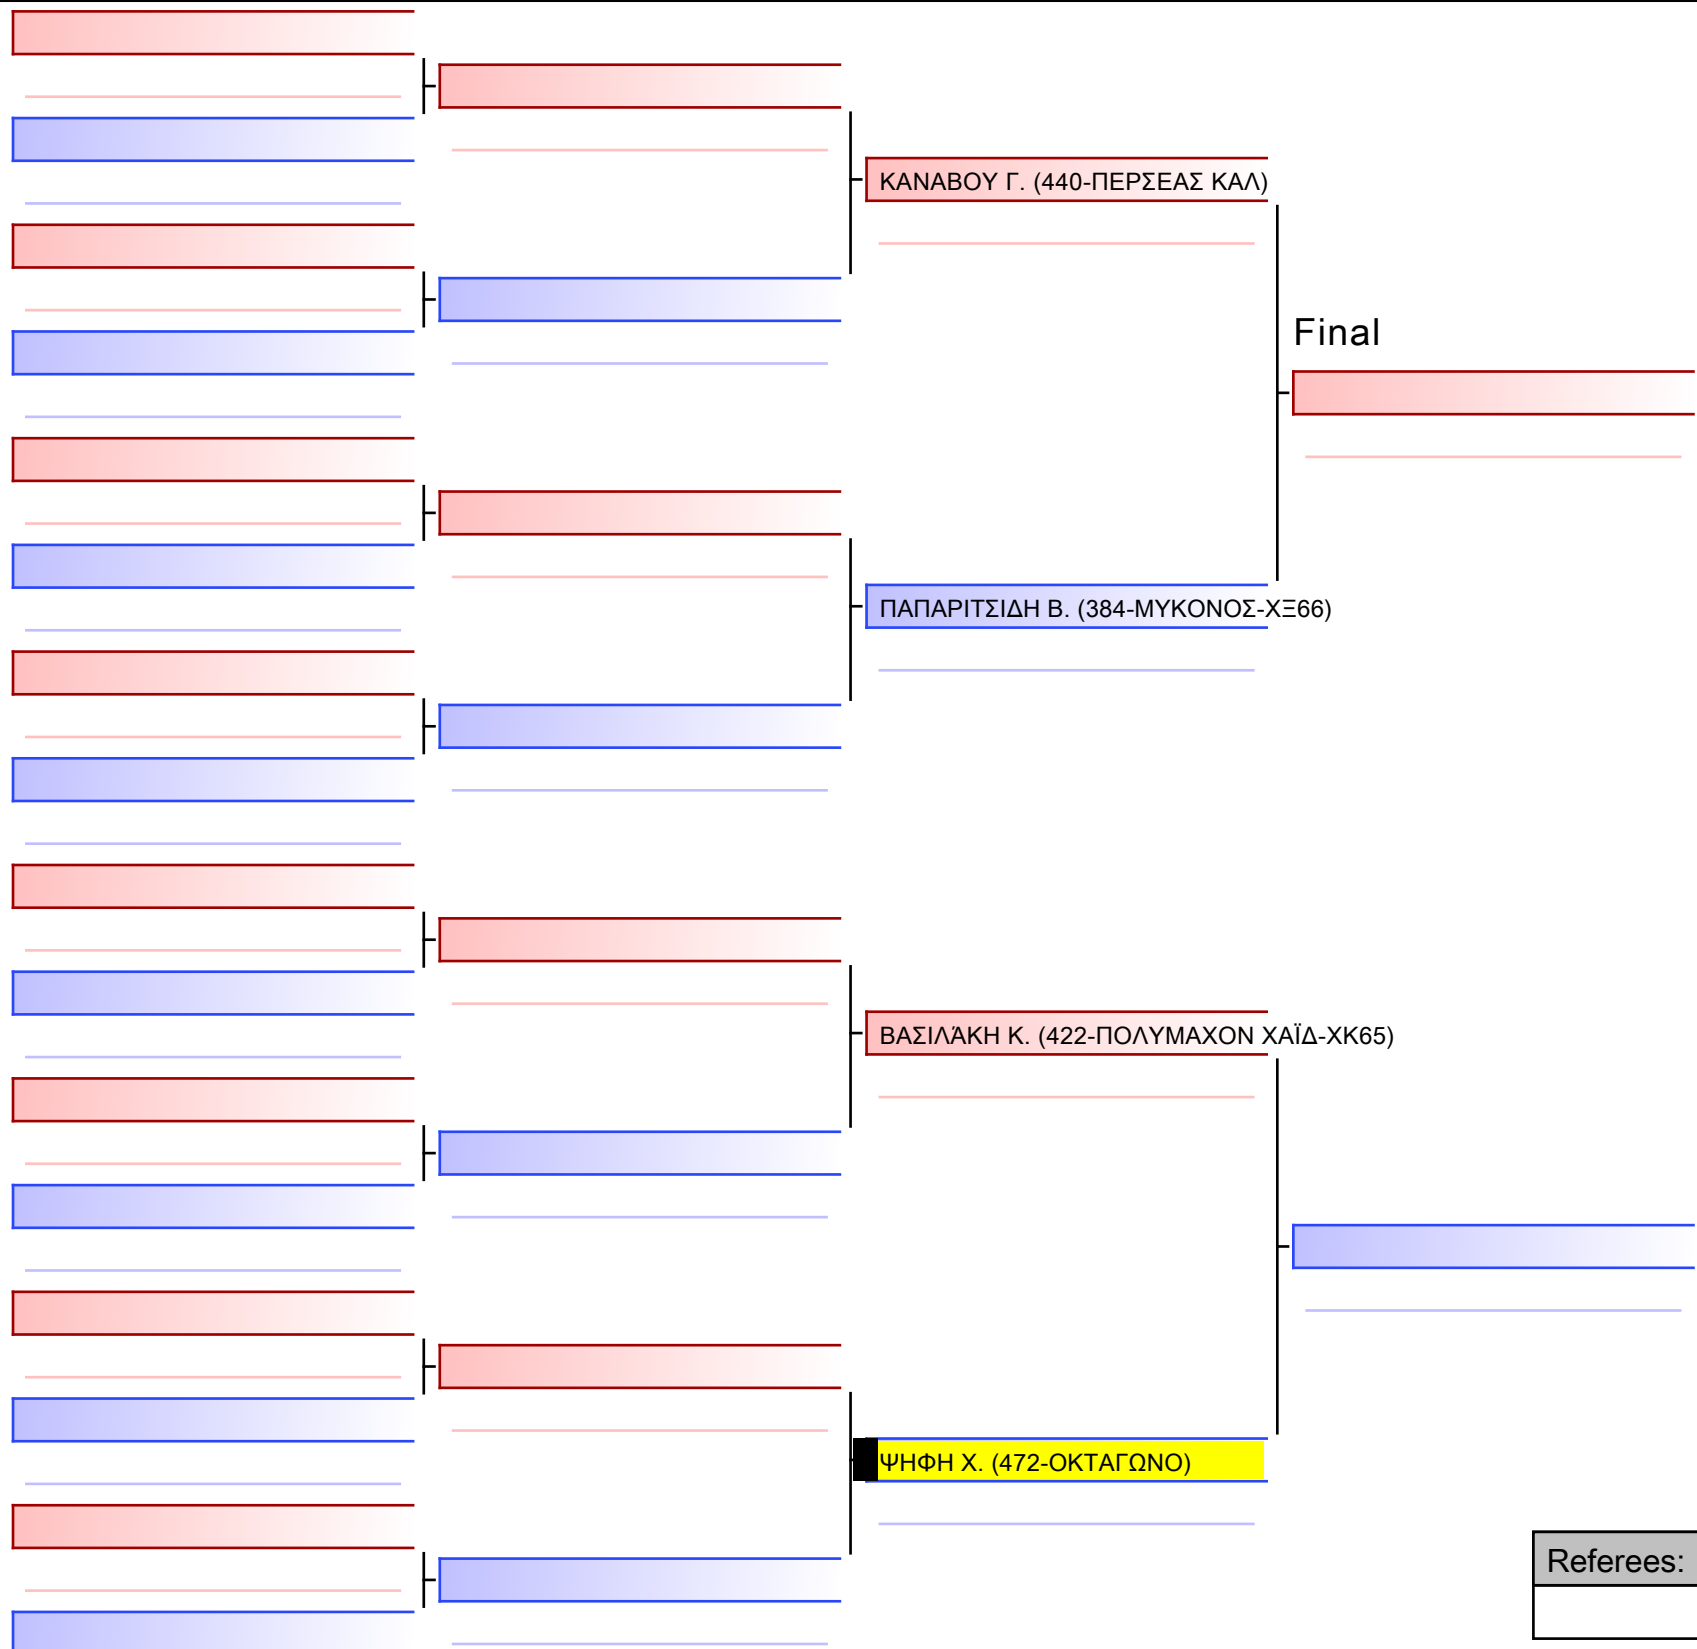 ΚΑΝΑΒΟΥ Γ. (440-ΠΕΡΣΕΑΣ ΚΑΛ)
Final
ΠΑΠΑΡΙΤΣΙΔΗ Β. (384-ΜΥΚΟΝΟΣ-ΧΞ66)
ΒΑΣΙΛΆΚΗ Κ. (422-ΠΟΛΥΜΑΧΟΝ ΧΑΪΔ-ΧΚ65)
ΨΗΦΗ Χ. (472-ΟΚΤΑΓΩΝΟ)
Referees: